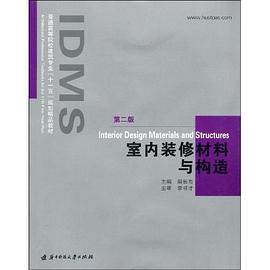 www.hustpas.com
IDMS
普通高等院校建筑专业“十一五”规划精品教材
第二版
Interior Design Materials and Structures
室内装修材料
与构造
主编
主审
华中科技大学出版社